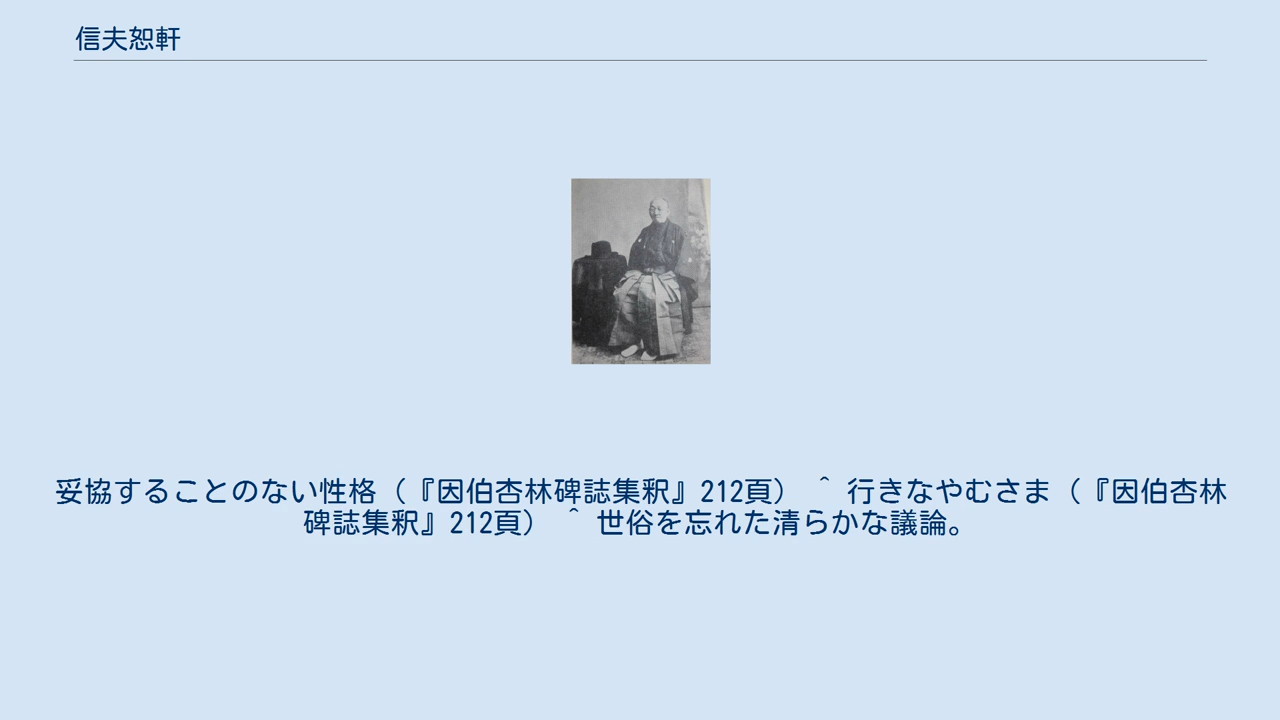 信夫恕軒
妥協することのない性格（『因伯杏林碑誌集釈』212頁） ^ 行きなやむさま（『因伯杏林
碑誌集釈』212頁） ^ 世俗を忘れた清らかな議論。